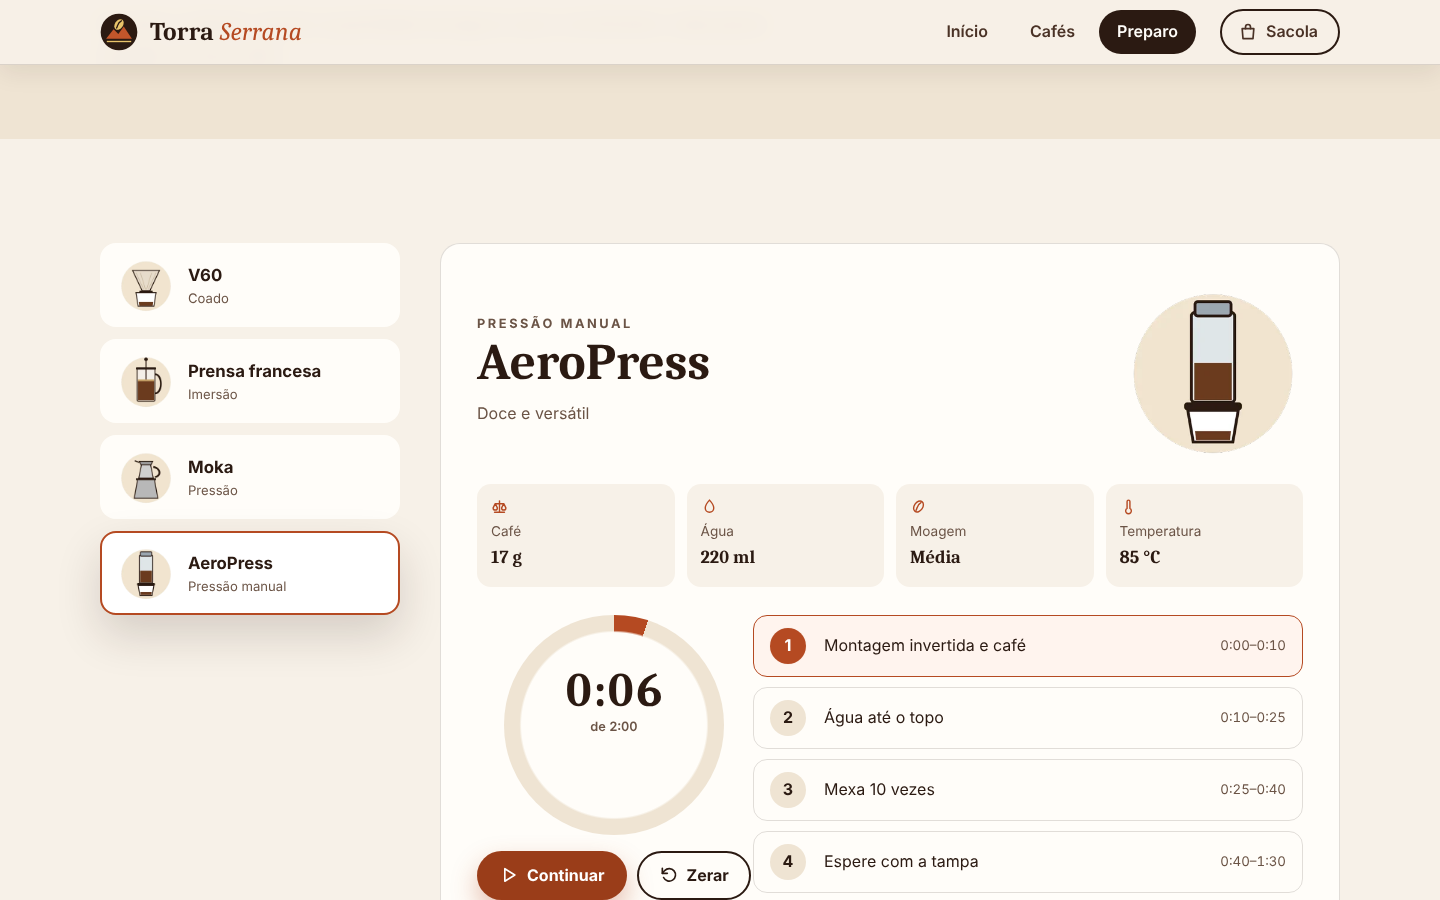 Torra Serrana
Início
Cafés
Preparo
Sacola
V60
Coado
Prensa francesa
Imersão
Moka
Pressão
AeroPress
Pressão manual
PRESSÃO MANUAL
AeroPress
Doce e versátil
Café
17 g
Água
220 ml
Moagem
Média
Temperatura
85 °C
0:06
de 2:00
Continuar
Zerar
1 Montagem invertida e café 0:00–0:10
2 Água até o topo 0:10–0:25
3 Mexa 10 vezes 0:25–0:40
4 Espere com a tampa 0:40–1:30